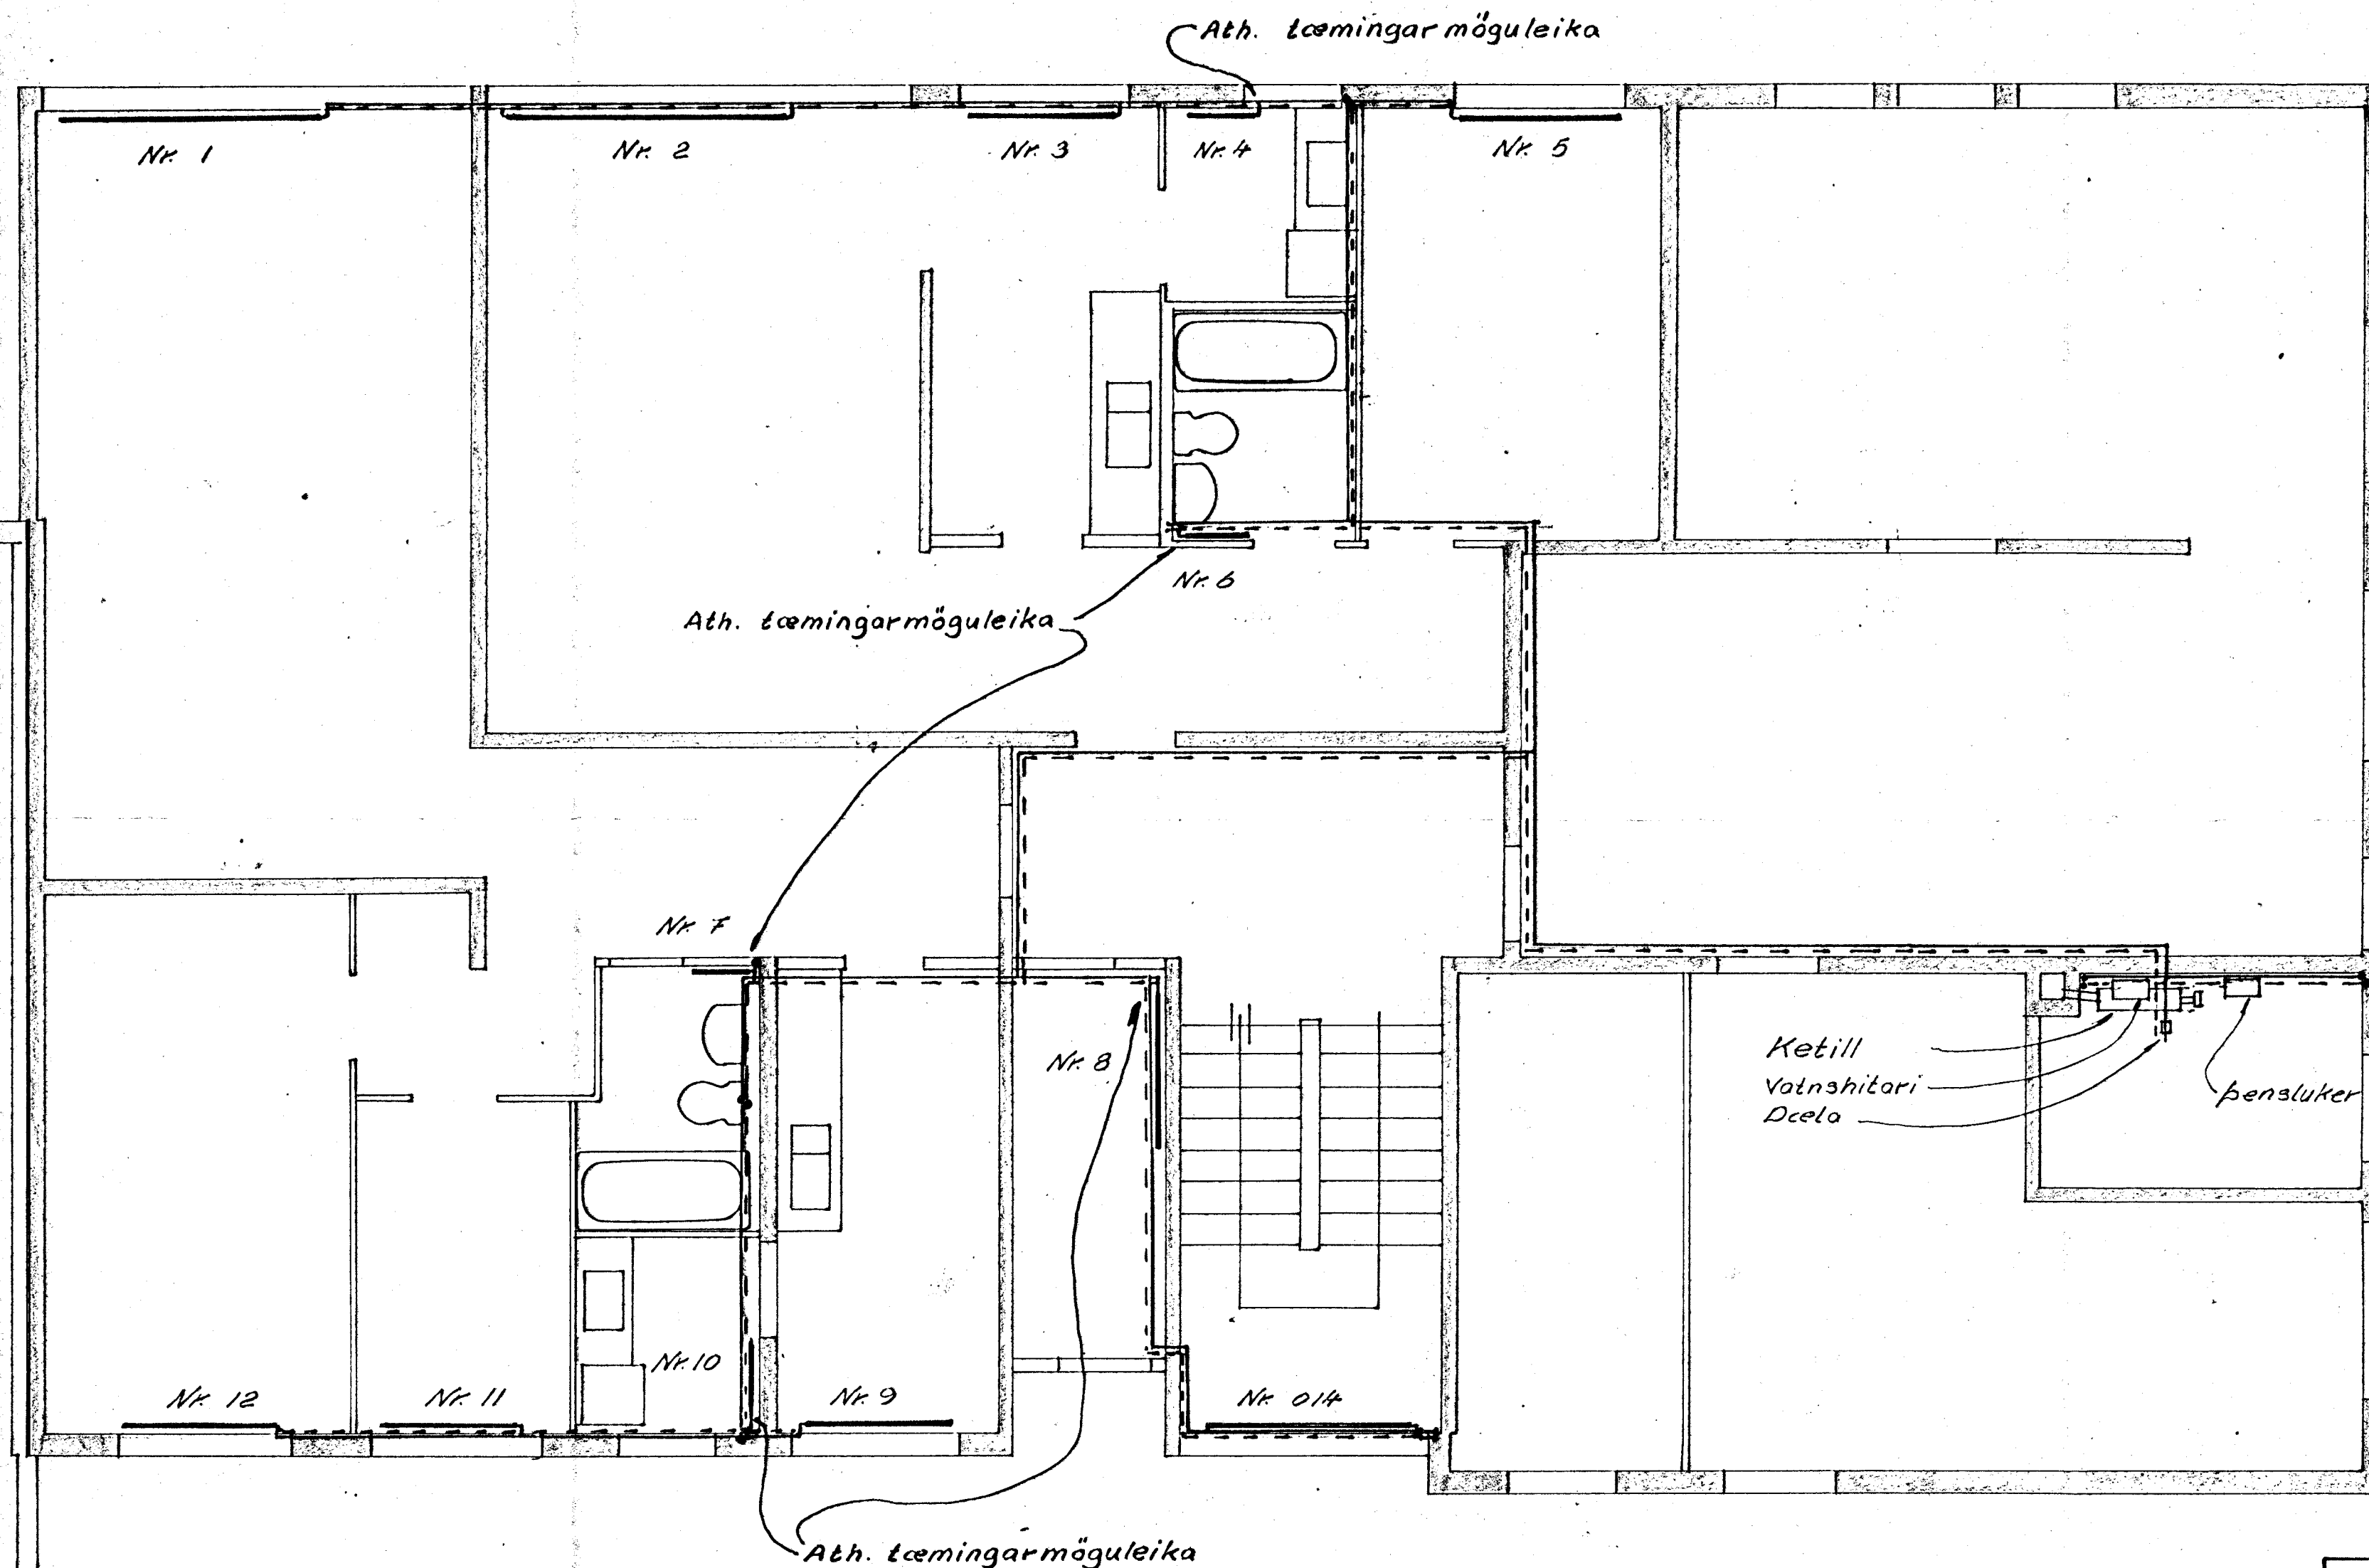 Ath. tæmingarmöguleika
Nr. 1
Nr. 2
Nr. 3
Nr. 4
Nr. 5
Nr. 6
Ath. tæmingarmöguleika
Nr. 7
Nr. 8
Ketill
Vatnshitari
Dæla
þensluker
Nr. 10
Nr. 12
Nr. 11
Nr. 9
Nr. 014
Ath. tæmingarmöguleika